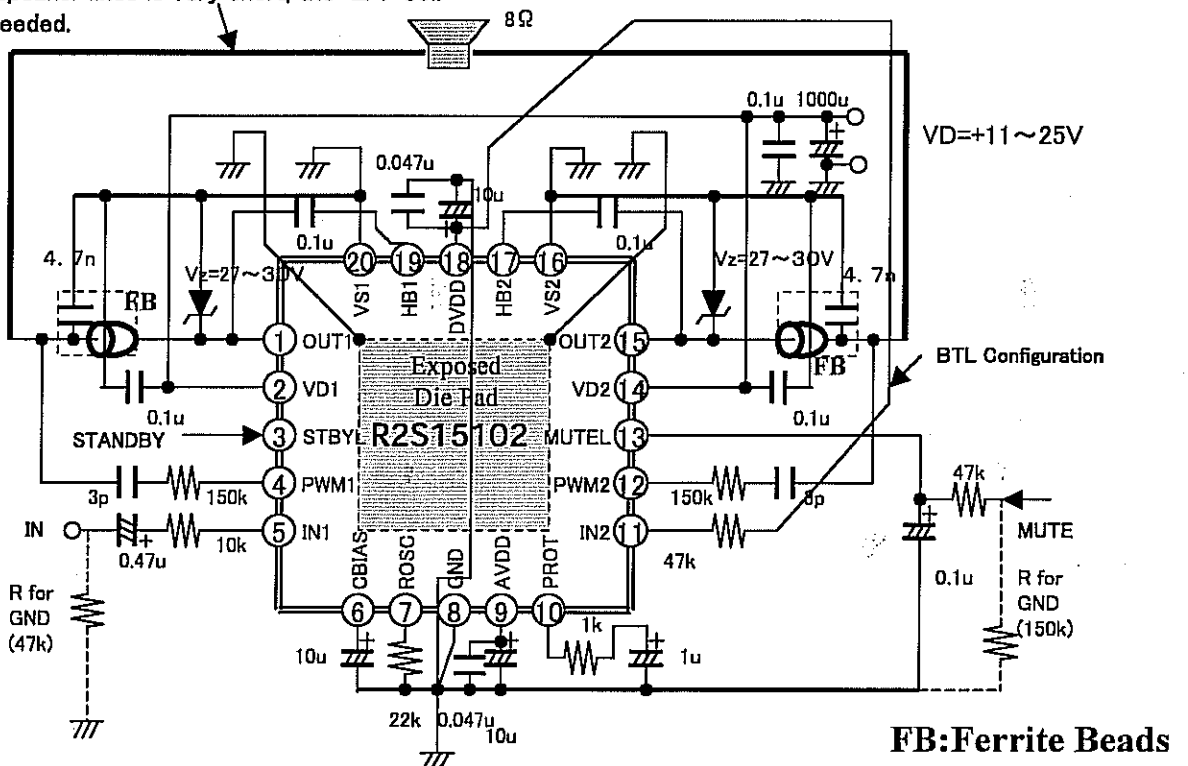 eeded.
8Ω
0.1u 1000u
VD=+11～25V
0.047u
10u
0.1u
0.1u
4. 7n
Vz=27～30V
Vz=27～30V
4. 7n
FB
FB
20
19
18
17
16
VS1
HB1
DVDD
HB2
VS2
1
OUT1
OUT2
15
2
VD1
VD2
14
0.1u
0.1u
Exposed
Die Pad
R2S15102
BTL Configuration
STANDBY
3
STBYL
MUTEL
13
4
PWM1
PWM2
12
3p
150k
150k
3p
47k
IN
5
IN1
IN2
11
0.47u
10k
47k
MUTE
0.1u
R for
GND
(47k)
R for
GND
(150k)
CBIAS
ROSC
GND
AVDD
PROT
6
7
8
9
10
1k
10u
1u
22k
0.047u
10u
FB:Ferrite Beads